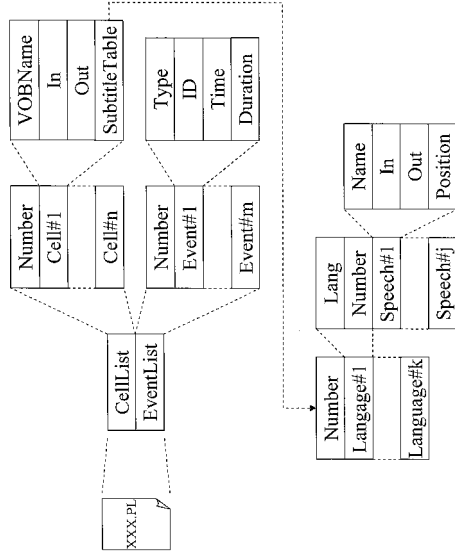 XXX.PL
CellList
EventList
Number
Cell#1
Cell#n
Number
Event#1
Event#m
VOBName
In
Out
SubtitleTable
Type
ID
Time
Duration
Number
Langage#1
Language#k
Lang
Number
Speech#1
Speech#j
Name
In
Out
Position